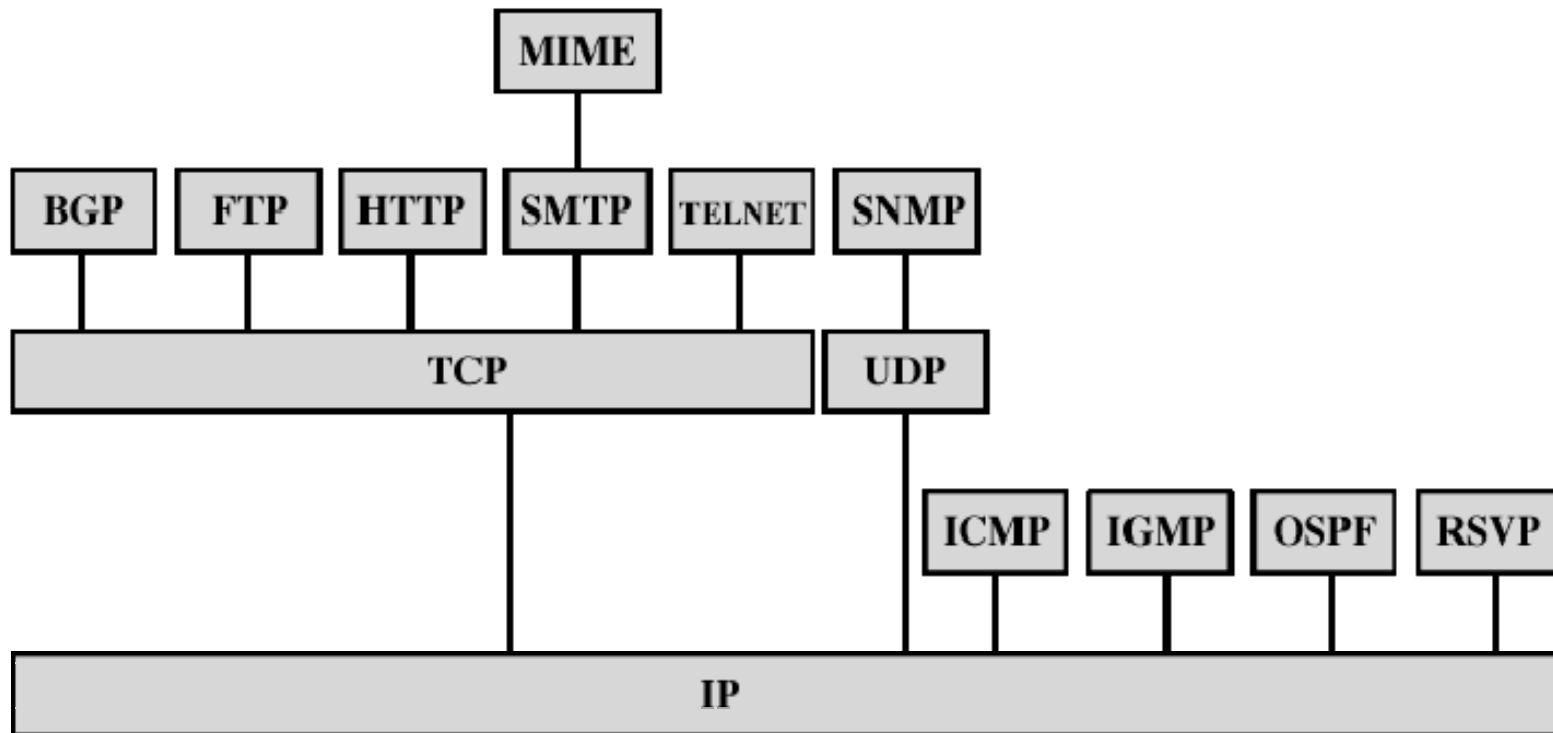 MIME
BGP FTP HTTP SMTP TELNET SNMP
TCP UDP
ICMP IGMP OSPF RSVP
IP